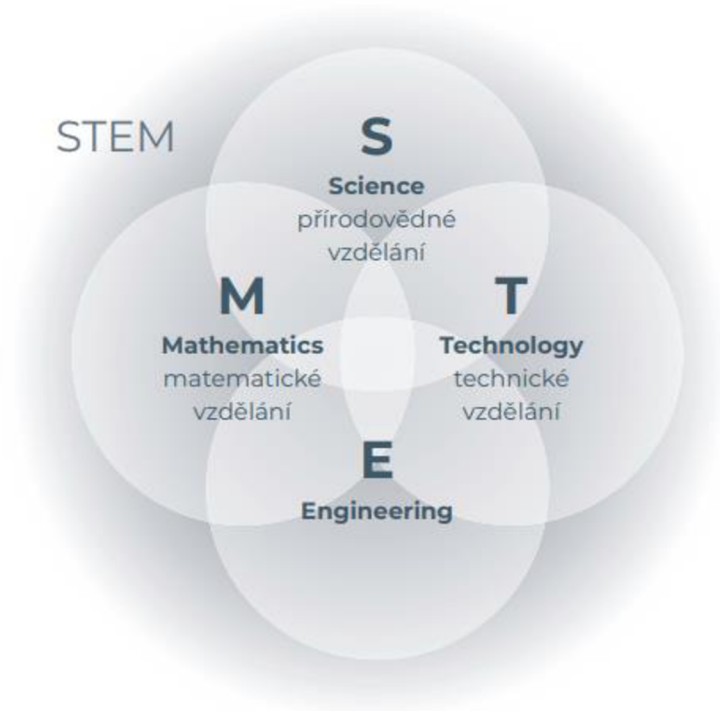 STEM
S
Science
přírodovědné
vzdělání
M
Mathematics
matematické
vzdělání
T
Technology
technické
vzdělání
E
Engineering